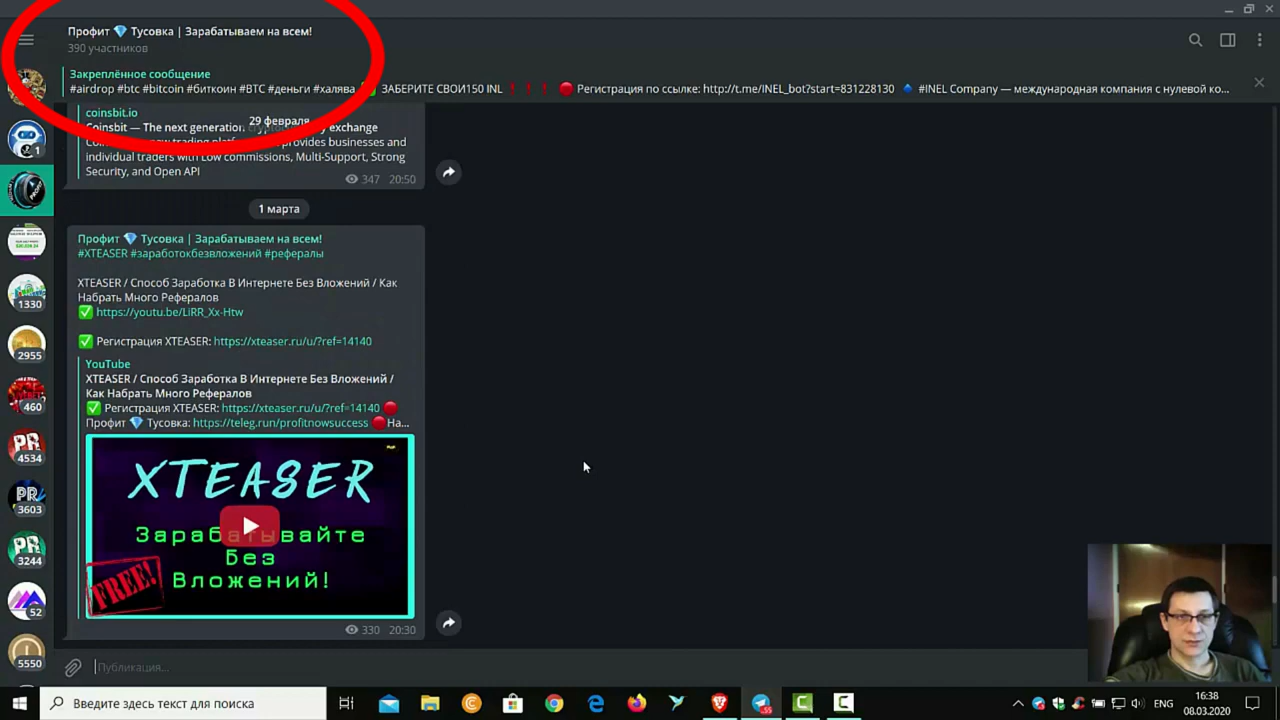 Профит 💎 Тусовка | Зарабатываем на всем!
390 участников
Закреплённое сообщение
#airdrop #btc #bitcoin #биткоин #BTC #деньги #халява ✅ ЗАБЕРИТЕ СВОИ150 INL❗❗❗ 🔴 Регистрация по ссылке: http://t.me/INEL_bot?start=831228130 🔹 #INEL Company — международная компания с нулевой ко...
coinsbit.io
29 февраля
Coinsbit — The next generation exchange
provides businesses and
individual traders with Low commissions, Multi-Support, Strong
Security, and Open API
347 20:50
1 марта
Профит 💎 Тусовка | Зарабатываем на всем!
#XTEASER #заработокбезвложений #рефералы
XTEASER / Способ Заработка В Интернете Без Вложений / Как
Набрать Много Рефералов
✅ https://youtu.be/LiRR_Xx-Htw
✅ Регистрация XTEASER: https://xteaser.ru/u/?ref=14140
YouTube
XTEASER / Способ Заработка В Интернете Без Вложений /
Как Набрать Много Рефералов
✅ Регистрация XTEASER: https://xteaser.ru/u/?ref=14140 🔴
Профит 💎 Тусовка: https://teleg.run/profitnowsuccess 🔴На...
XTEASER
Зарабатывайте
Без
Вложений!
FREE!
330 20:30
1
1330
2955
460
PR
4534
PR
3603
PR
3244
52
5550
Публикация...
Введите здесь текст для поиска
55
ENG
16:38
08.03.2020